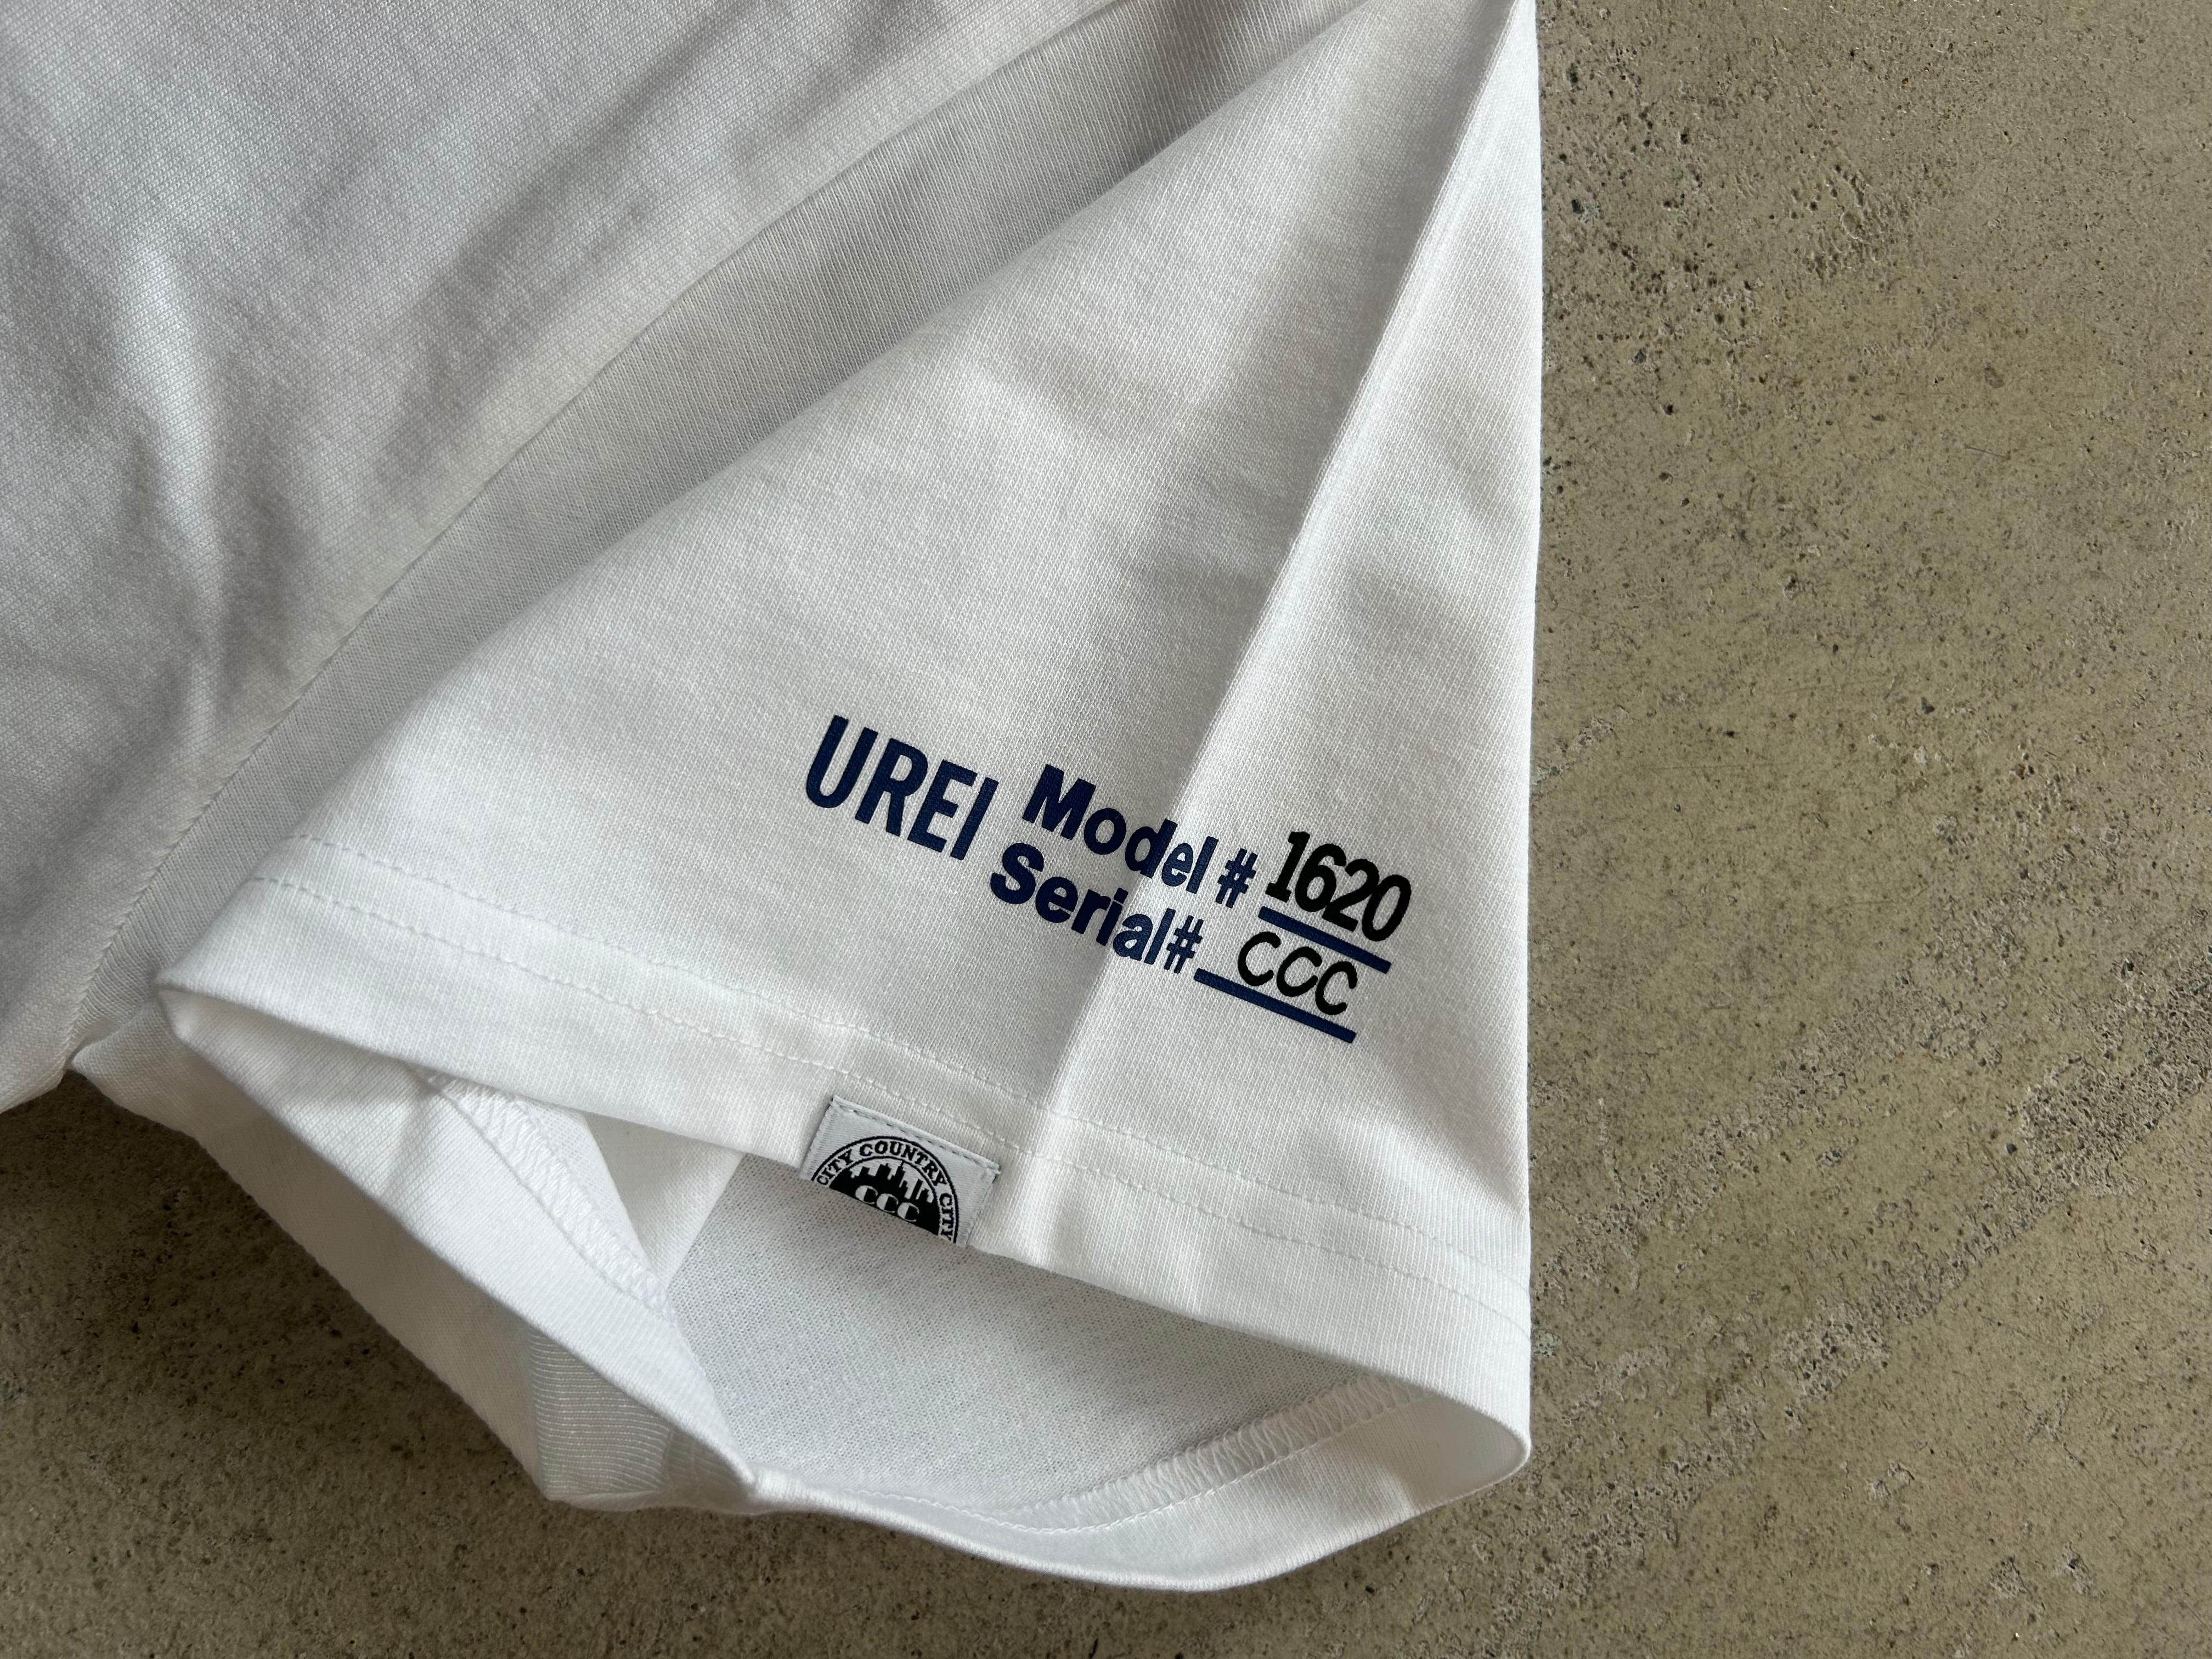 UREI
Model # 1620
Serial# CCC
CITY COUNTRY CITY
CCC